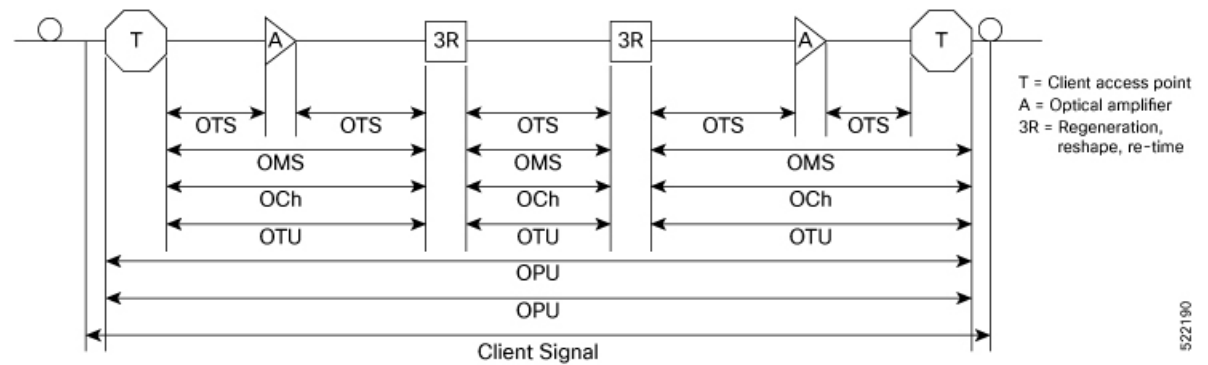 T A 3R 3R A T
T = Client access point
A = Optical amplifier
3R = Regeneration,
reshape, re-time
OTS OTS OTS OTS OTS
OMS OMS OMS
OCh OCh OCh
OTU OTU OTU
OPU
OPU
Client Signal
522190